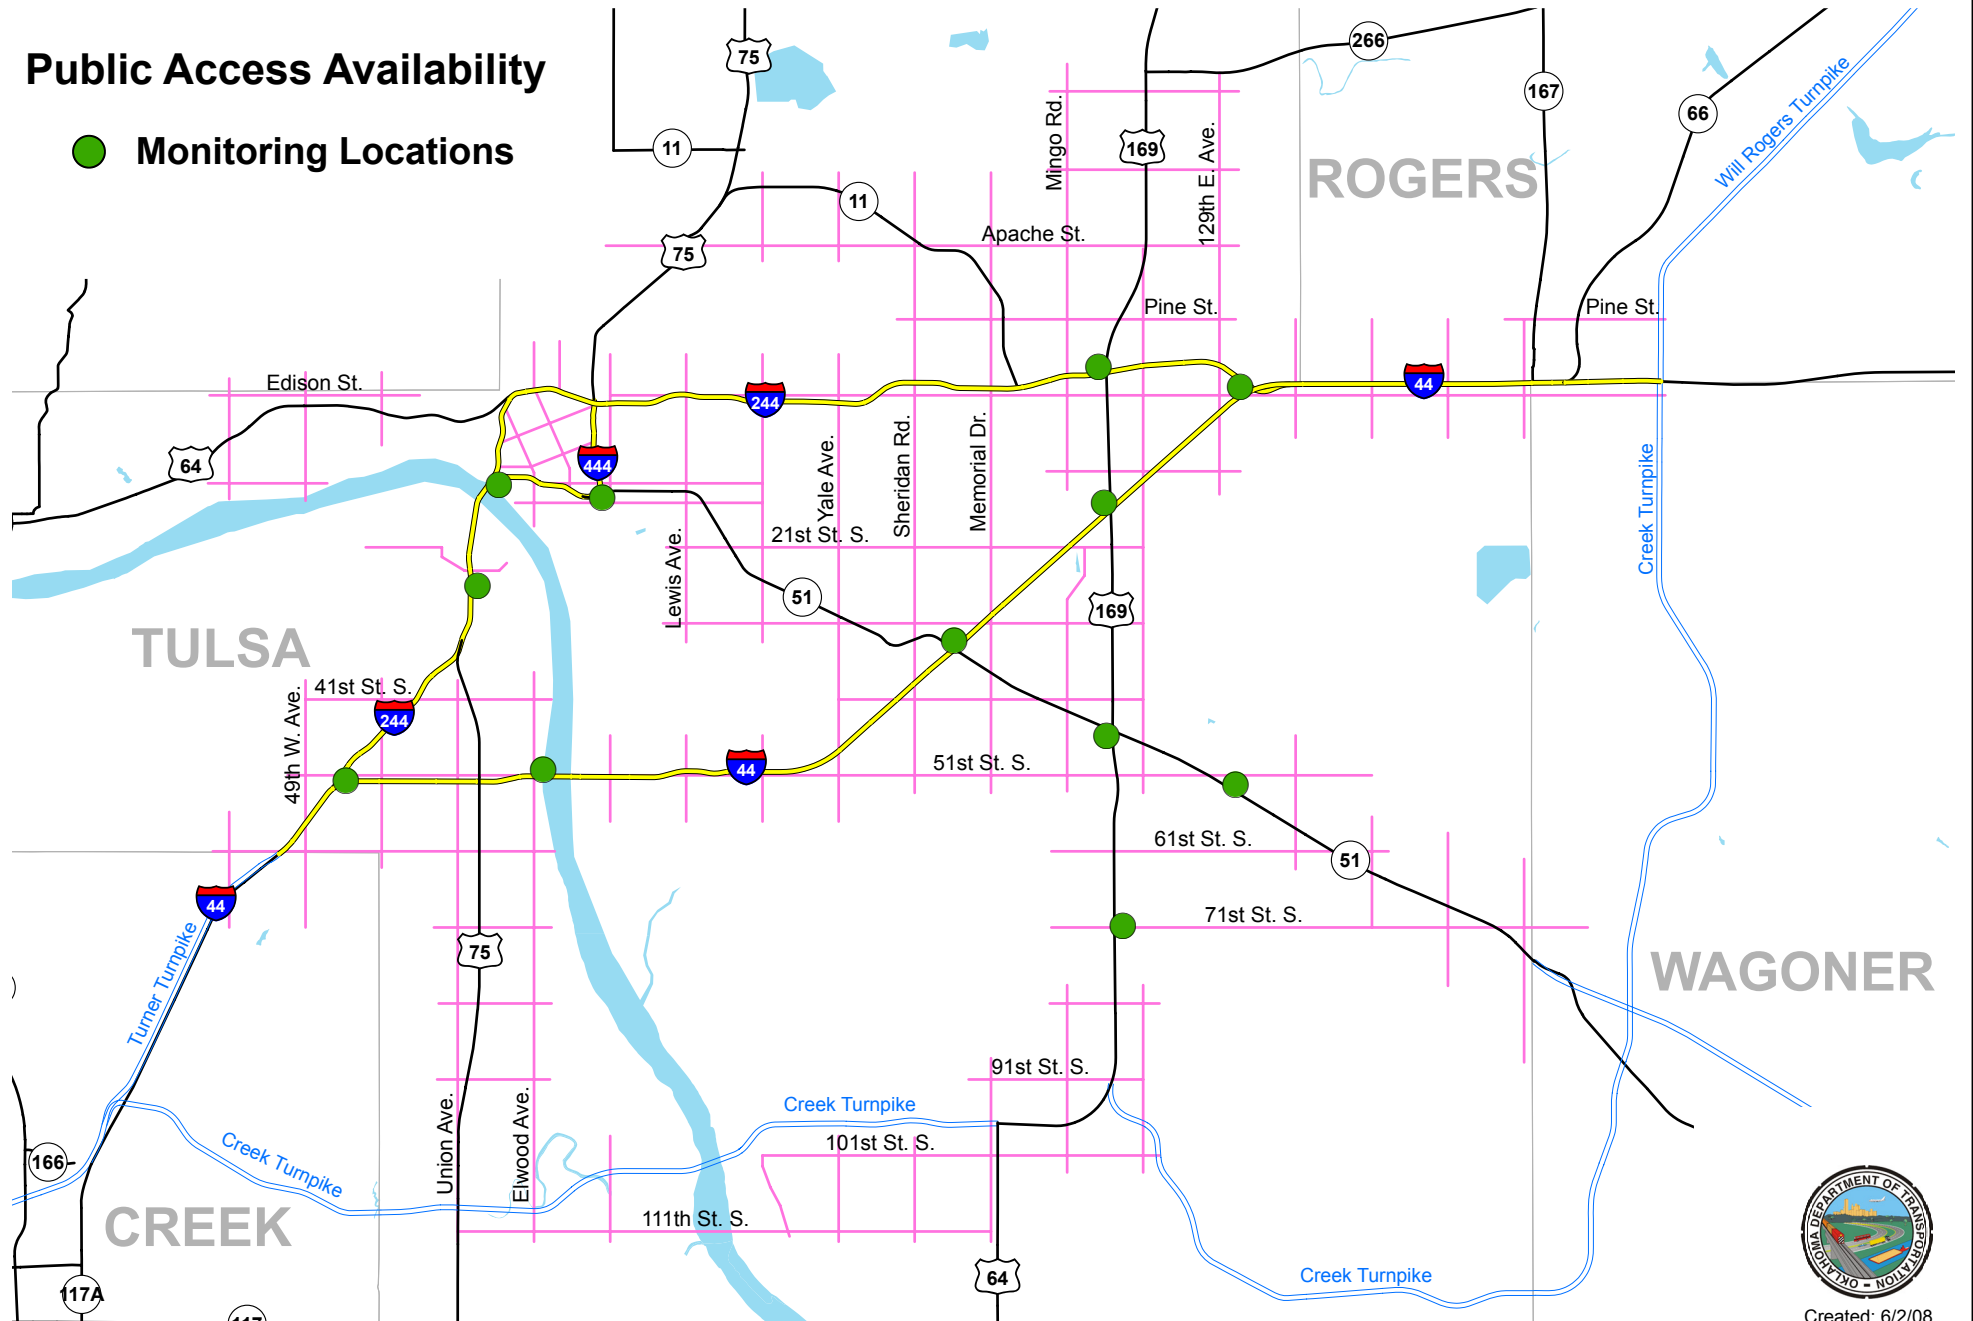 Public Access Availability
Monitoring Locations
75
266
167
66
11
169
Mingo Rd.
129th E. Ave.
Will Rogers Turnpike
ROGERS
11
75
Apache St.
Pine St.
Pine St.
Edison St.
244
44
64
444
Yale Ave.
Sheridan Rd.
Memorial Dr.
Creek Turnpike
21st St. S.
Lewis Ave.
51
169
TULSA
41st St. S.
49th W. Ave.
244
44
51st St. S.
61st St. S.
51
44
71st St. S.
75
Turner Turnpike
WAGONER
91st St. S.
Union Ave.
Elwood Ave.
Creek Turnpike
101st St. S.
166
Creek Turnpike
CREEK
111th St. S.
64
Creek Turnpike
117A
117
OKLAHOMA DEPARTMENT OF TRANSPORTATION
Created: 6/2/08